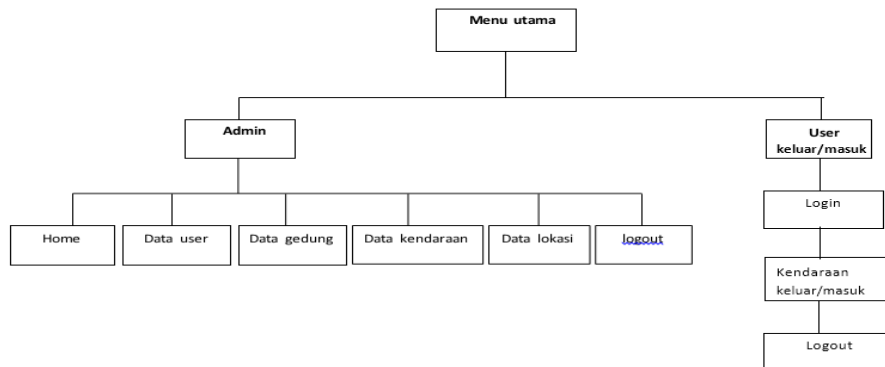 Menu utama
Admin
User
keluar/masuk
Login
Home
Data user
Data gedung
Data kendaraan
Data lokasi
logout
Kendaraan
keluar/masuk
Logout